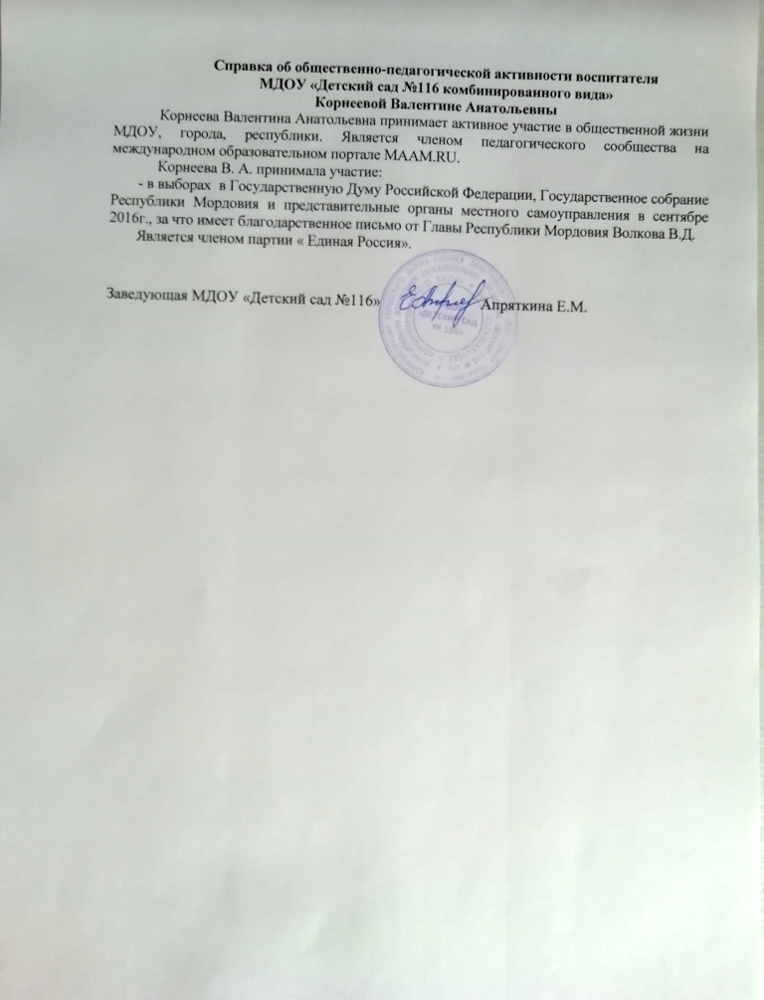 Справка об общественно-педагогической активности воспитателя
МДОУ «Детский сад №116 комбинированного вида»
Корнеевой Валентине Анатольевны
Корнеева Валентина Анатольевна принимает активное участие в общественной жизни
МДОУ, города, республики. Является членом педагогического сообщества на
международном образовательном портале MAAM.RU.
Корнеева В. А. принимала участие:
- в выборах в Государственную Думу Российской Федерации, Государственное собрание
Республики Мордовия и представительные органы местного самоуправления в сентябре
2016г., за что имеет благодарственное письмо от Главы Республики Мордовия Волкова В.Д.
Является членом партии « Единая Россия».
Заведующая МДОУ «Детский сад №116» Апряткина Е.М.